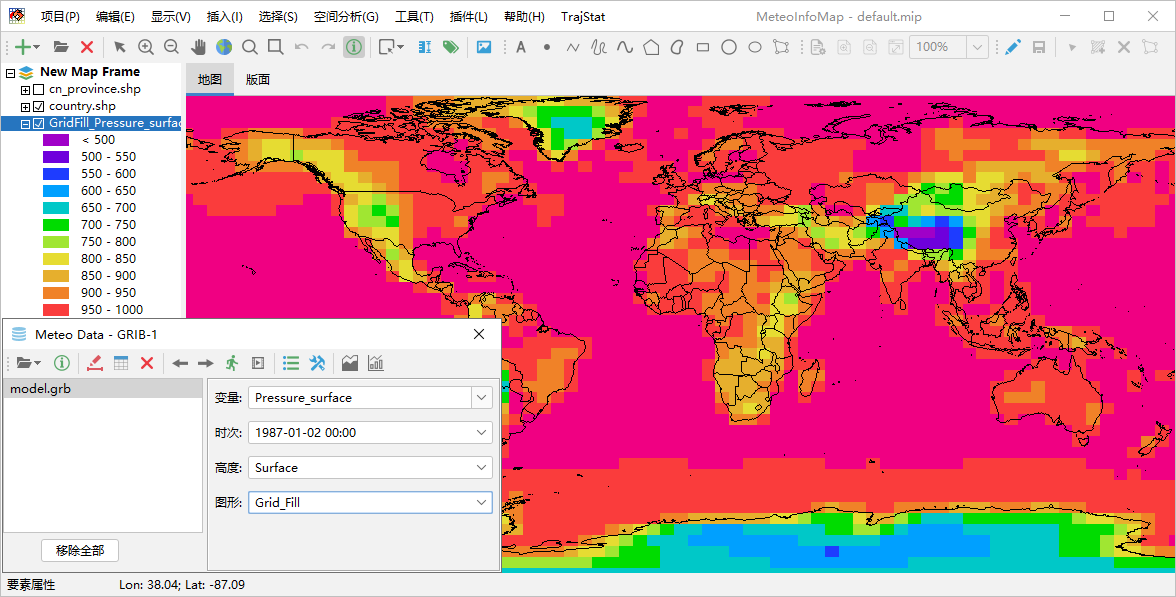 项目(P) 编辑(E) 显示(V) 插入(I) 选择(S) 空间分析(G) 工具(T) 插件(L) 帮助(H) TrajStat MeteoInfoMap - default.mip
A 100%
New Map Frame
地图 版面
cn_province.shp
country.shp
GridFill_Pressure_surfac
< 500
500 - 550
550 - 600
600 - 650
650 - 700
700 - 750
750 - 800
800 - 850
850 - 900
900 - 950
950 - 1000
Meteo Data - GRIB-1
model.grb
变量: Pressure_surface
时次: 1987-01-02 00:00
高度: Surface
图形: Grid_Fill
移除全部
要素属性 Lon: 38.04; Lat: -87.09